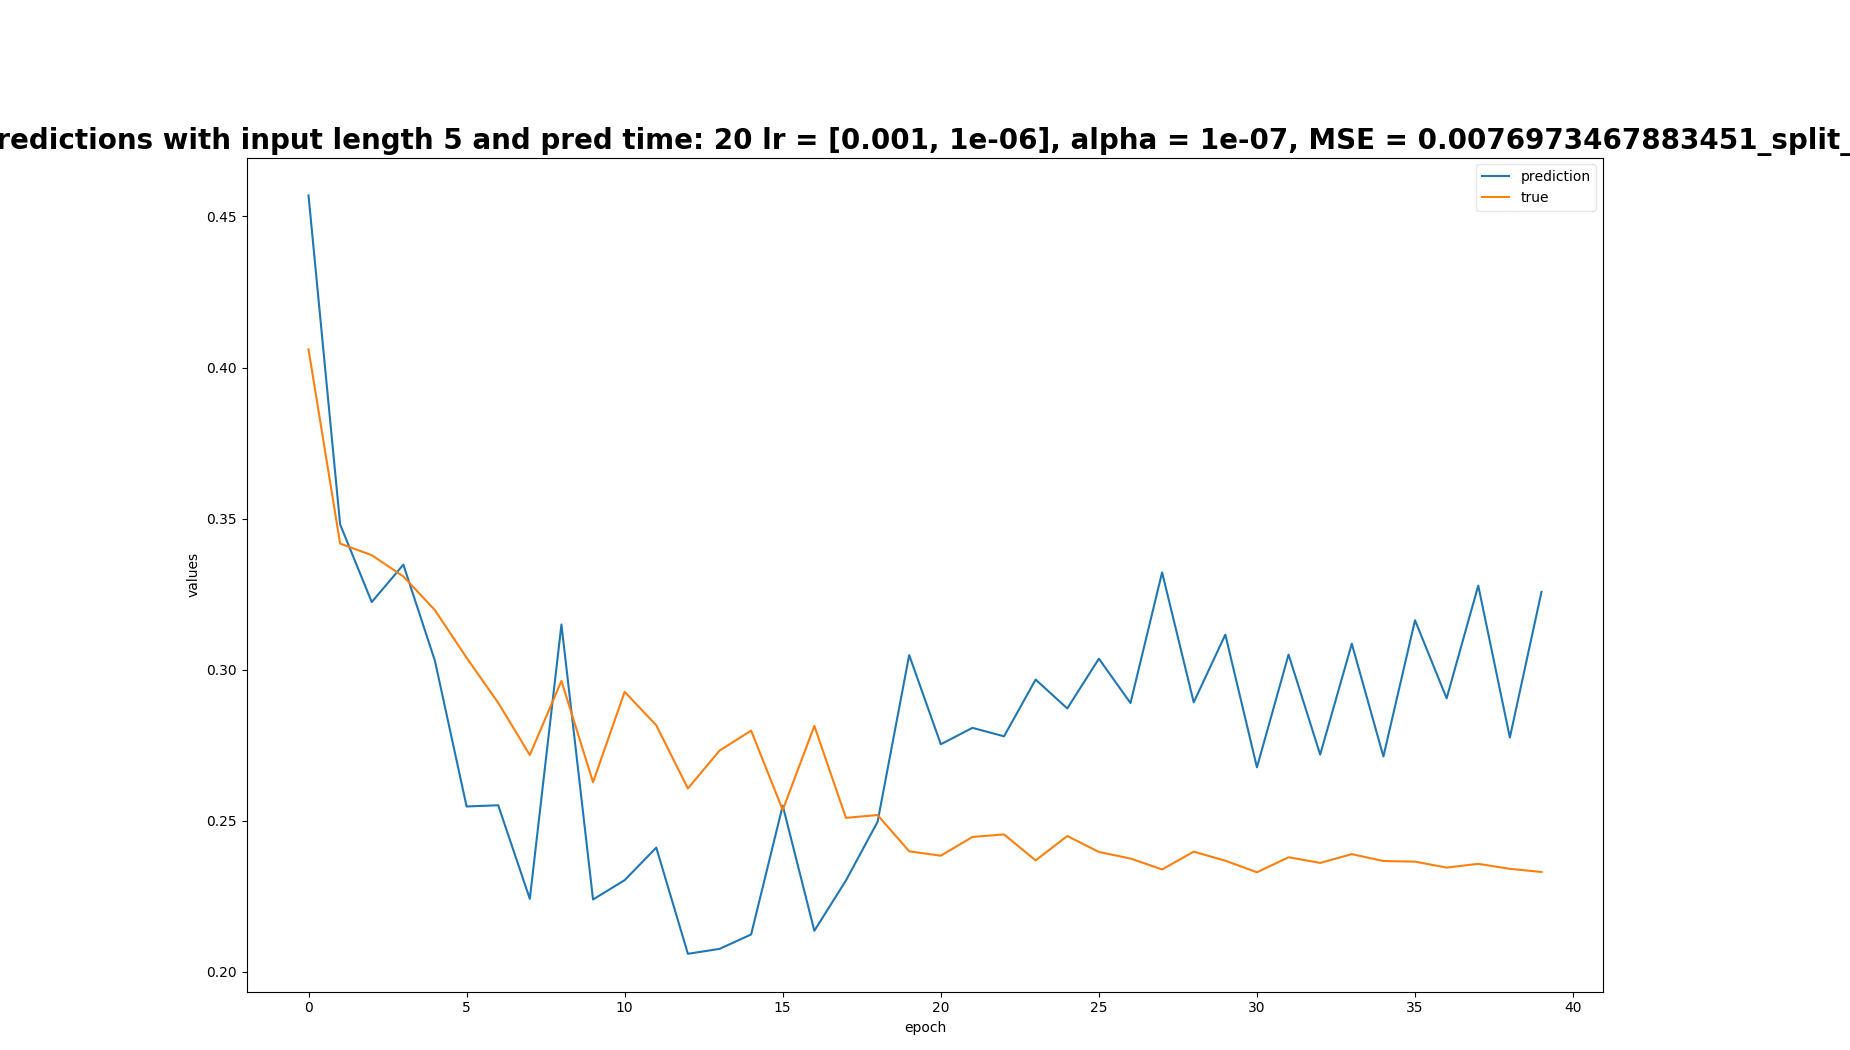 redictions with input length 5 and pred time: 20 lr = [0.001, 1e-06], alpha = 1e-07, MSE = 0.0076973467883451_split_
prediction
true
0.45
0.40
0.35
0.30
0.25
0.20
values
0 5 10 15 20 25 30 35 40
epoch